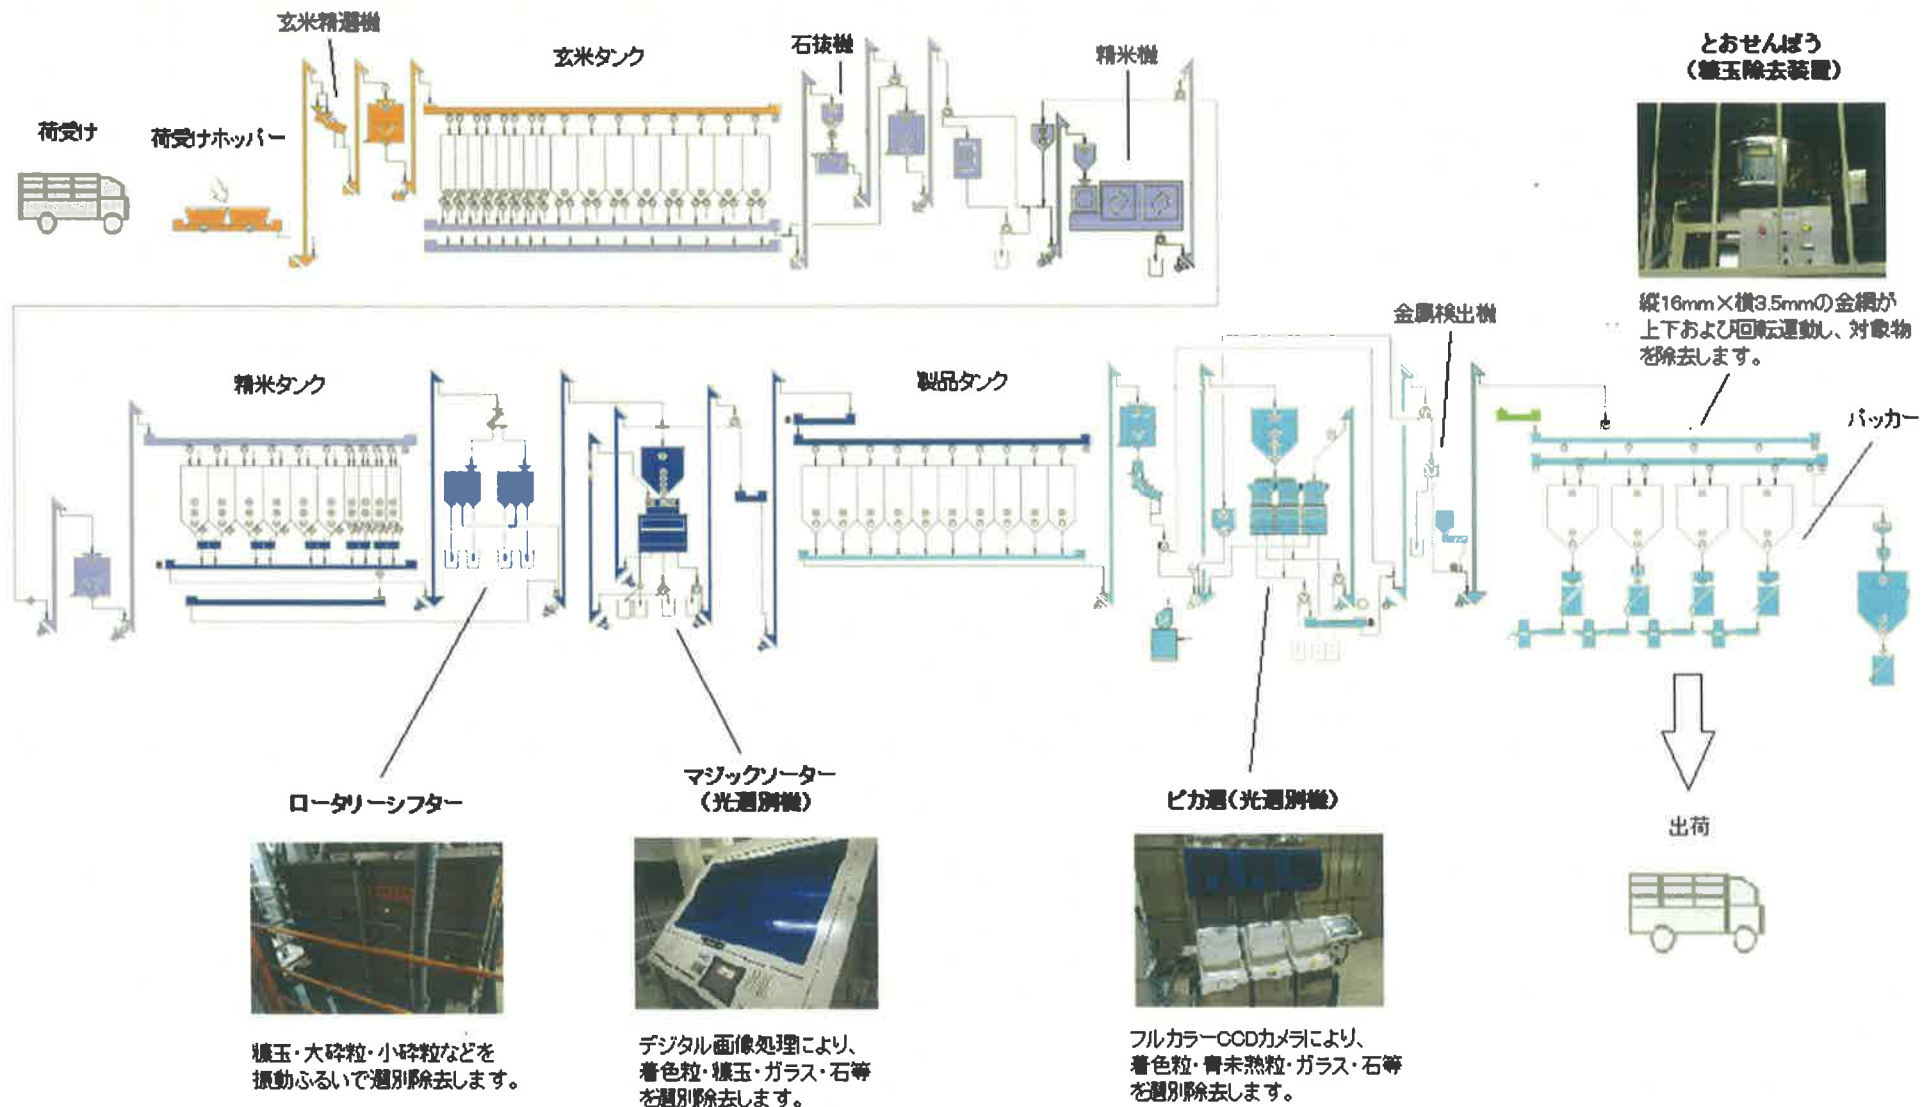 玄米精選機
玄米タンク
石抜機
精米機
とおせんぼう
(糠玉除去装置)
荷受け
荷受けホッパー
縦16mm×横3.5mmの金網が
上下および回転運動し、対象物
を除去します。
金属検出機
精米タンク
製品タンク
パッカー
ロータリーシフター
マジックソーター
(光選別機)
ピカ選(光選別機)
出荷
糠玉・大砕粒・小砕粒などを
振動ふるいで選別除去します。
デジタル画像処理により、
着色粒・糠玉・ガラス・石等
を選別除去します。
フルカラーCCDカメラにより、
着色粒・青未熟粒・ガラス・石等
を選別除去します。